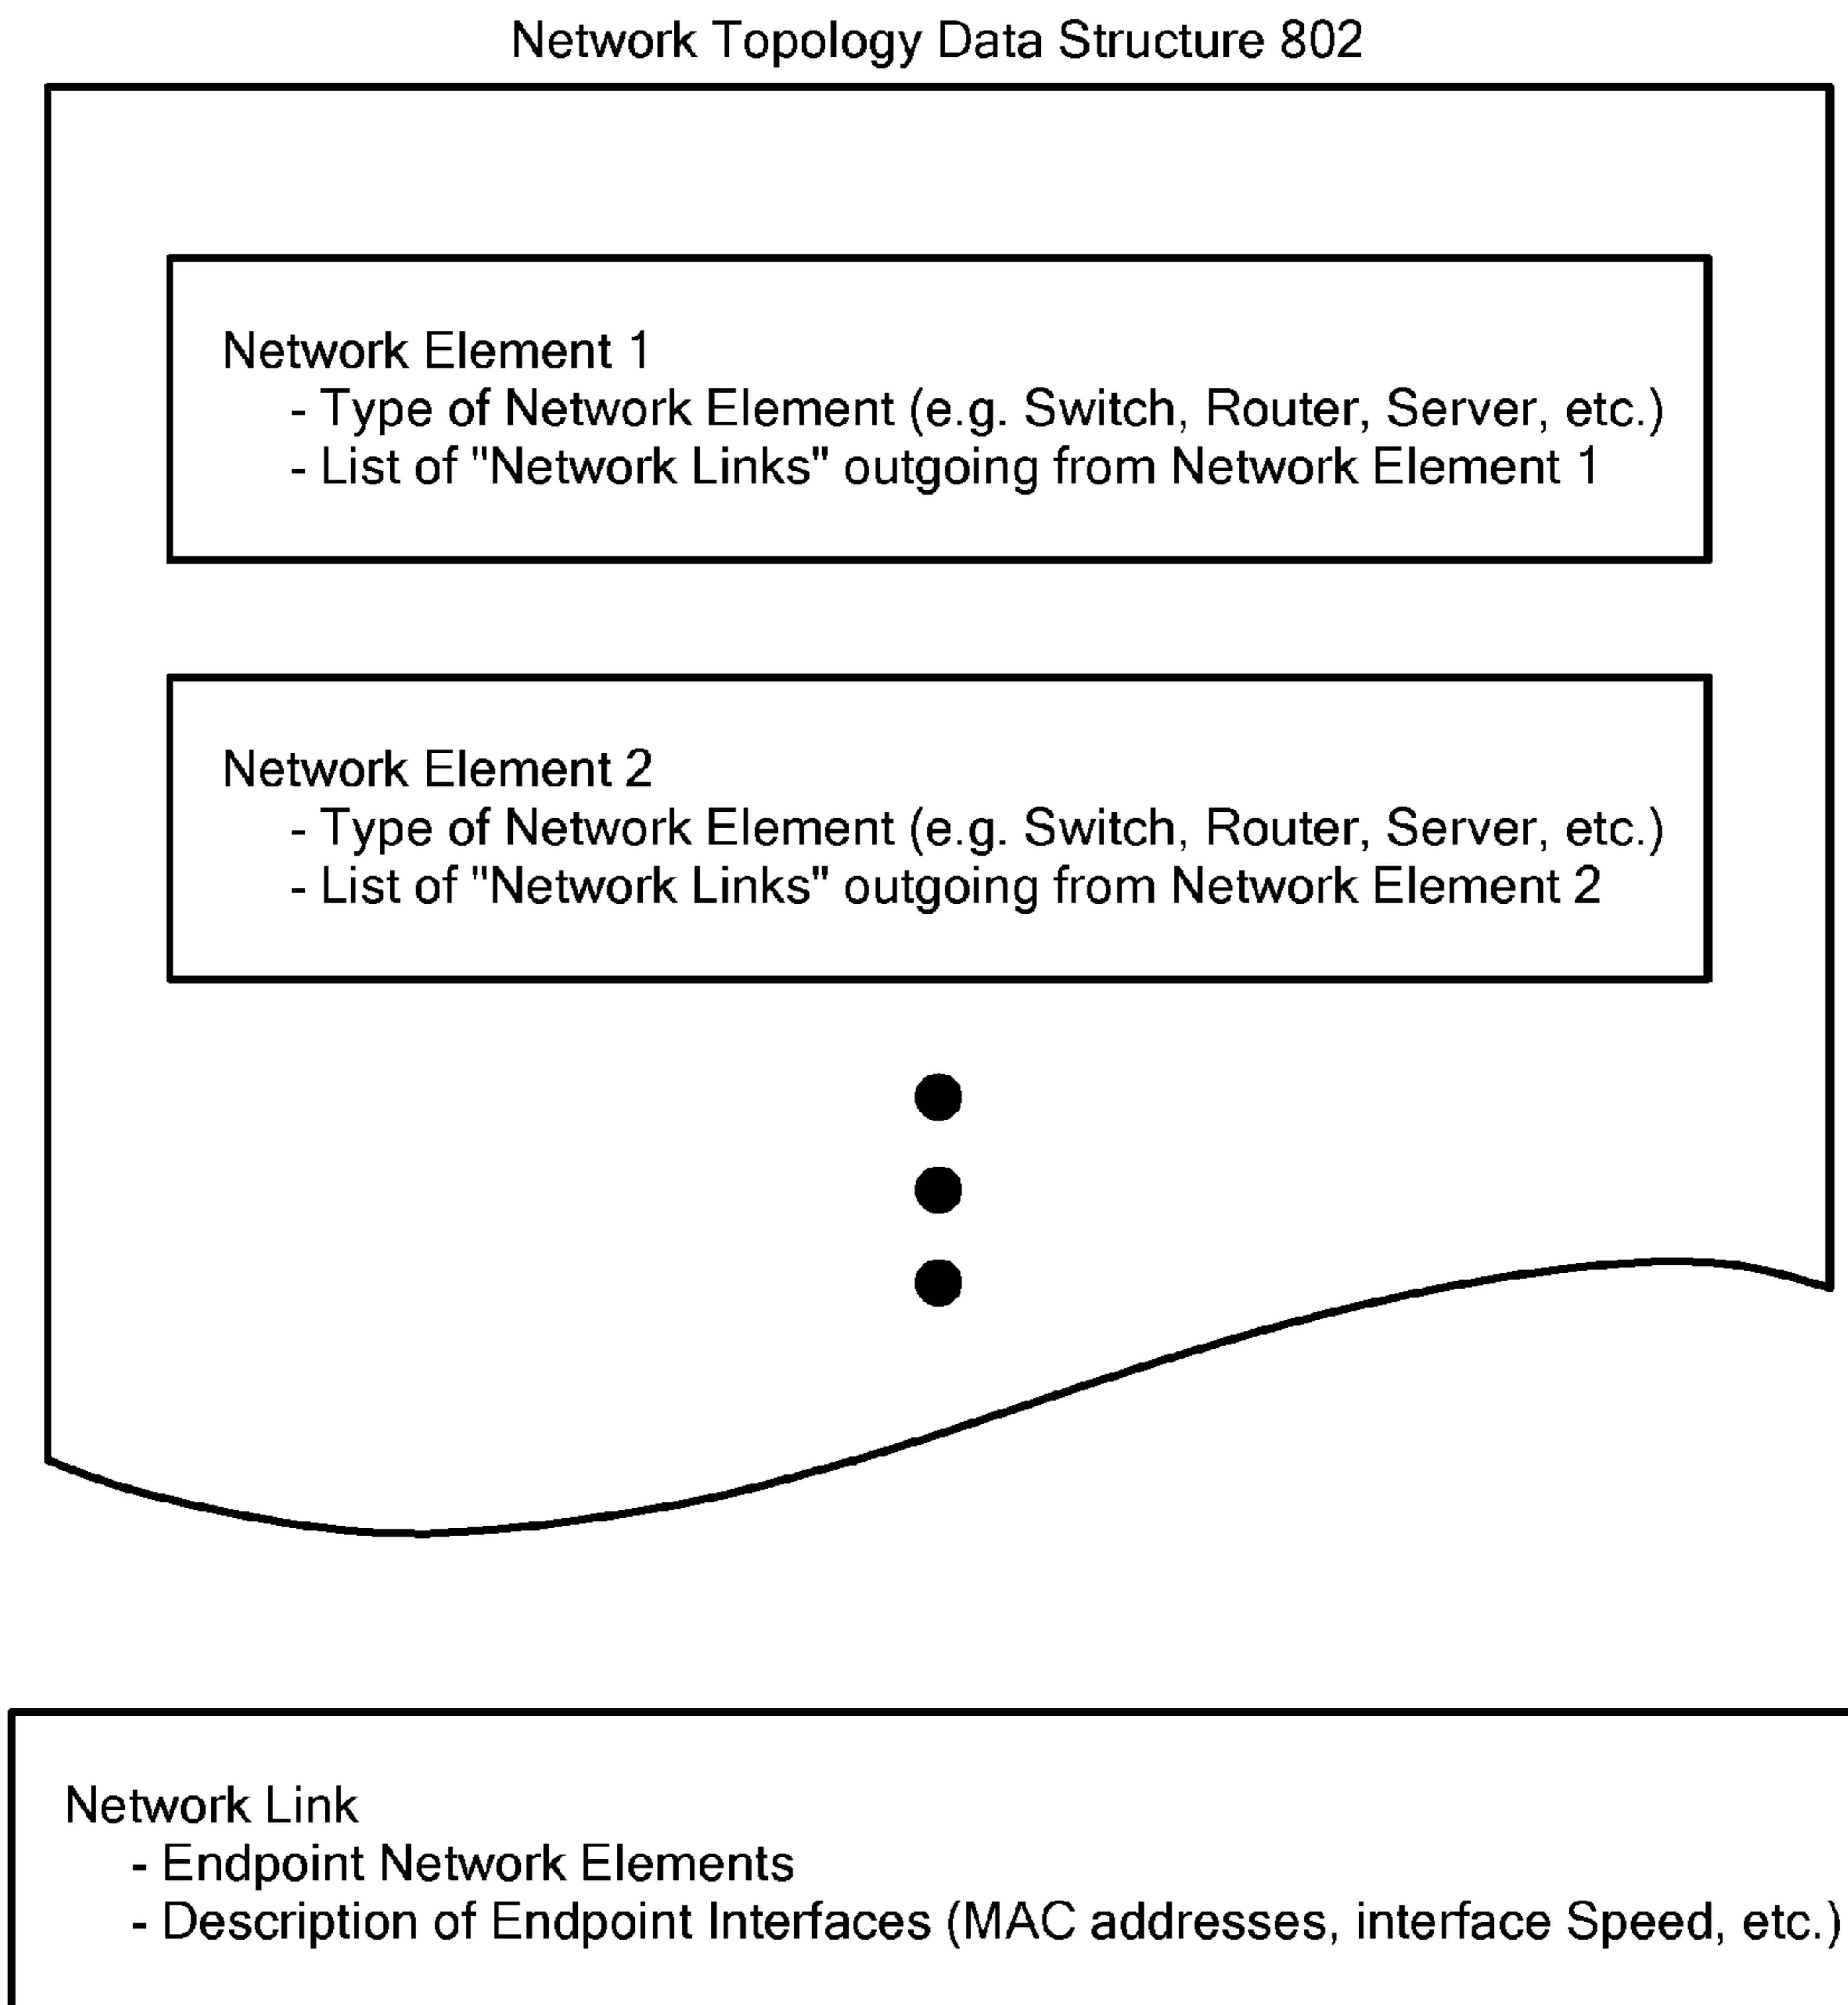 Network Topology Data Structure 802
Network Element 1
- Type of Network Element (e.g. Switch, Router, Server, etc.)
- List of "Network Links" outgoing from Network Element 1
Network Element 2
- Type of Network Element (e.g. Switch, Router, Server, etc.)
- List of "Network Links" outgoing from Network Element 2
Network Link
- Endpoint Network Elements
- Description of Endpoint Interfaces (MAC addresses, interface Speed, etc.)